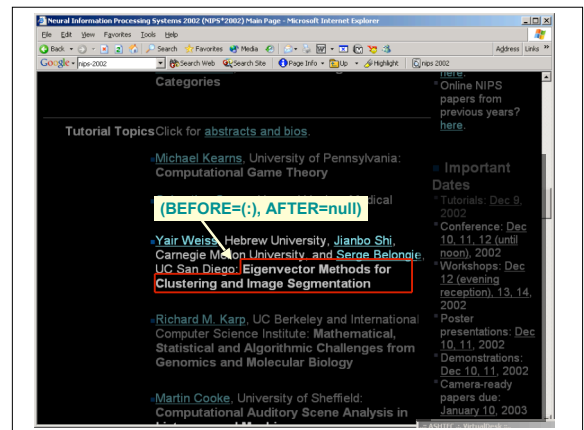 Neural Information Processing Systems 2002 (NIPS*2002) Main Page - Microsoft Internet Explorer
File Edit View Favorites Tools Help
Back Search Favorites Media Address Links »
Google nips-2002 Search Web Search Site Page Info Up Highlight nips 2002
Categories
Tutorial Topics Click for abstracts and bios.
Michael Kearns, University of Pennsylvania:
Computational Game Theory
(BEFORE=(:), AFTER=null)
Yair Weiss, Hebrew University, Jianbo Shi,
Carnegie Mellon University, and Serge Belongie,
UC San Diego: Eigenvector Methods for
Clustering and Image Segmentation
Richard M. Karp, UC Berkeley and International
Computer Science Institute: Mathematical,
Statistical and Algorithmic Challenges from
Genomics and Molecular Biology
Martin Cooke, University of Sheffield:
Computational Auditory Scene Analysis in
here.
Online NIPS
papers from
previous years?
here.
Important
Dates
Tutorials: Dec 9,
2002
Conference: Dec
10, 11, 12 (until
noon), 2002
Workshops: Dec
12 (evening
reception), 13, 14,
2002
Poster
presentations: Dec
10, 11, 2002
Demonstrations:
Dec 10, 11, 2002
Camera-ready
papers due:
January 10, 2003